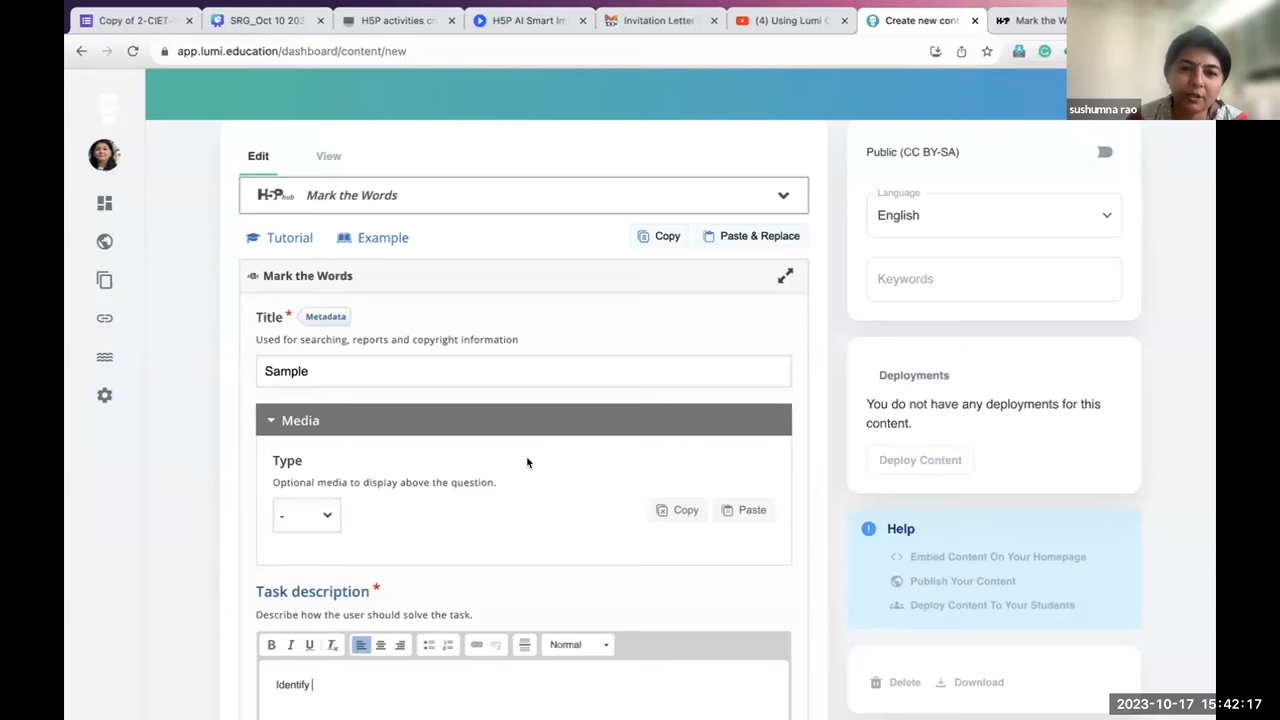 Copy of 2-CIET-
SRG_Oct 10 202
H5P activities cr
H5P AI Smart Im
Invitation Letter
(4) Using Lumi C
Create new cont
H5P Mark the W
app.lumi.education/dashboard/content/new
sushumna rao
Edit View
H5P hub Mark the Words
Tutorial Example Copy Paste & Replace
Mark the Words
Title * Metadata
Used for searching, reports and copyright information
Sample
Media
Type
Optional media to display above the question.
- Copy Paste
Task description *
Describe how the user should solve the task.
B I U Tx Normal
Identify
Public (CC BY-SA)
Language
English
Keywords
Deployments
You do not have any deployments for this
content.
Deploy Content
Help
Embed Content On Your Homepage
Publish Your Content
Deploy Content To Your Students
Delete Download
2023-10-17 15:42:17